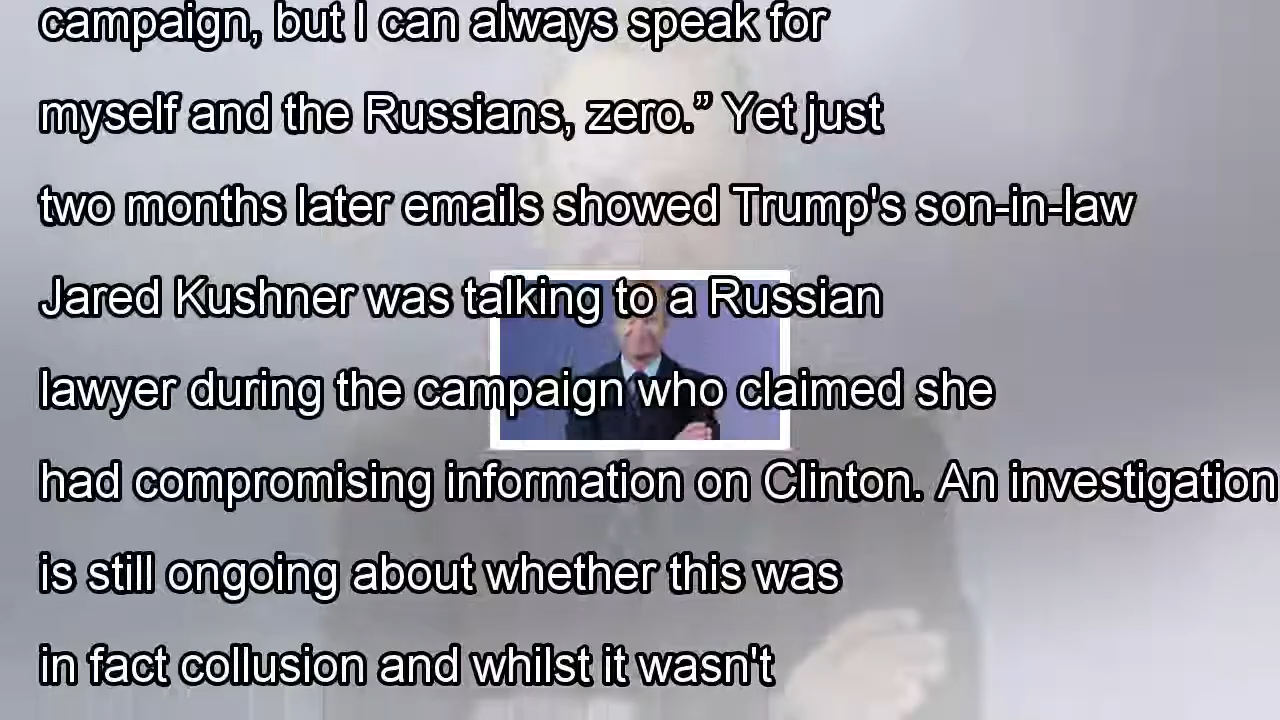 campaign, but I can always speak for
myself and the Russians, zero.” Yet just
two months later emails showed Trump's son-in-law
Jared Kushner was talking to a Russian
lawyer during the campaign who claimed she
had compromising information on Clinton. An investigation
is still ongoing about whether this was
in fact collusion and whilst it wasn't